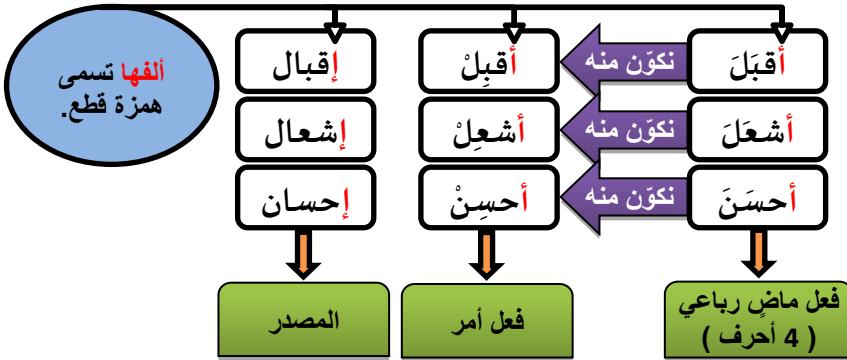 ألفها تسمى
همزة قطع.
أقبَلَ
نكوّن منه
أقبِلْ
إقبال
أشعَلَ
نكوّن منه
أشعِلْ
إشعال
أحسَنَ
نكوّن منه
أحسِنْ
إحسان
فعل ماضٍ رباعي
( 4 أحرف )
فعل أمر
المصدر